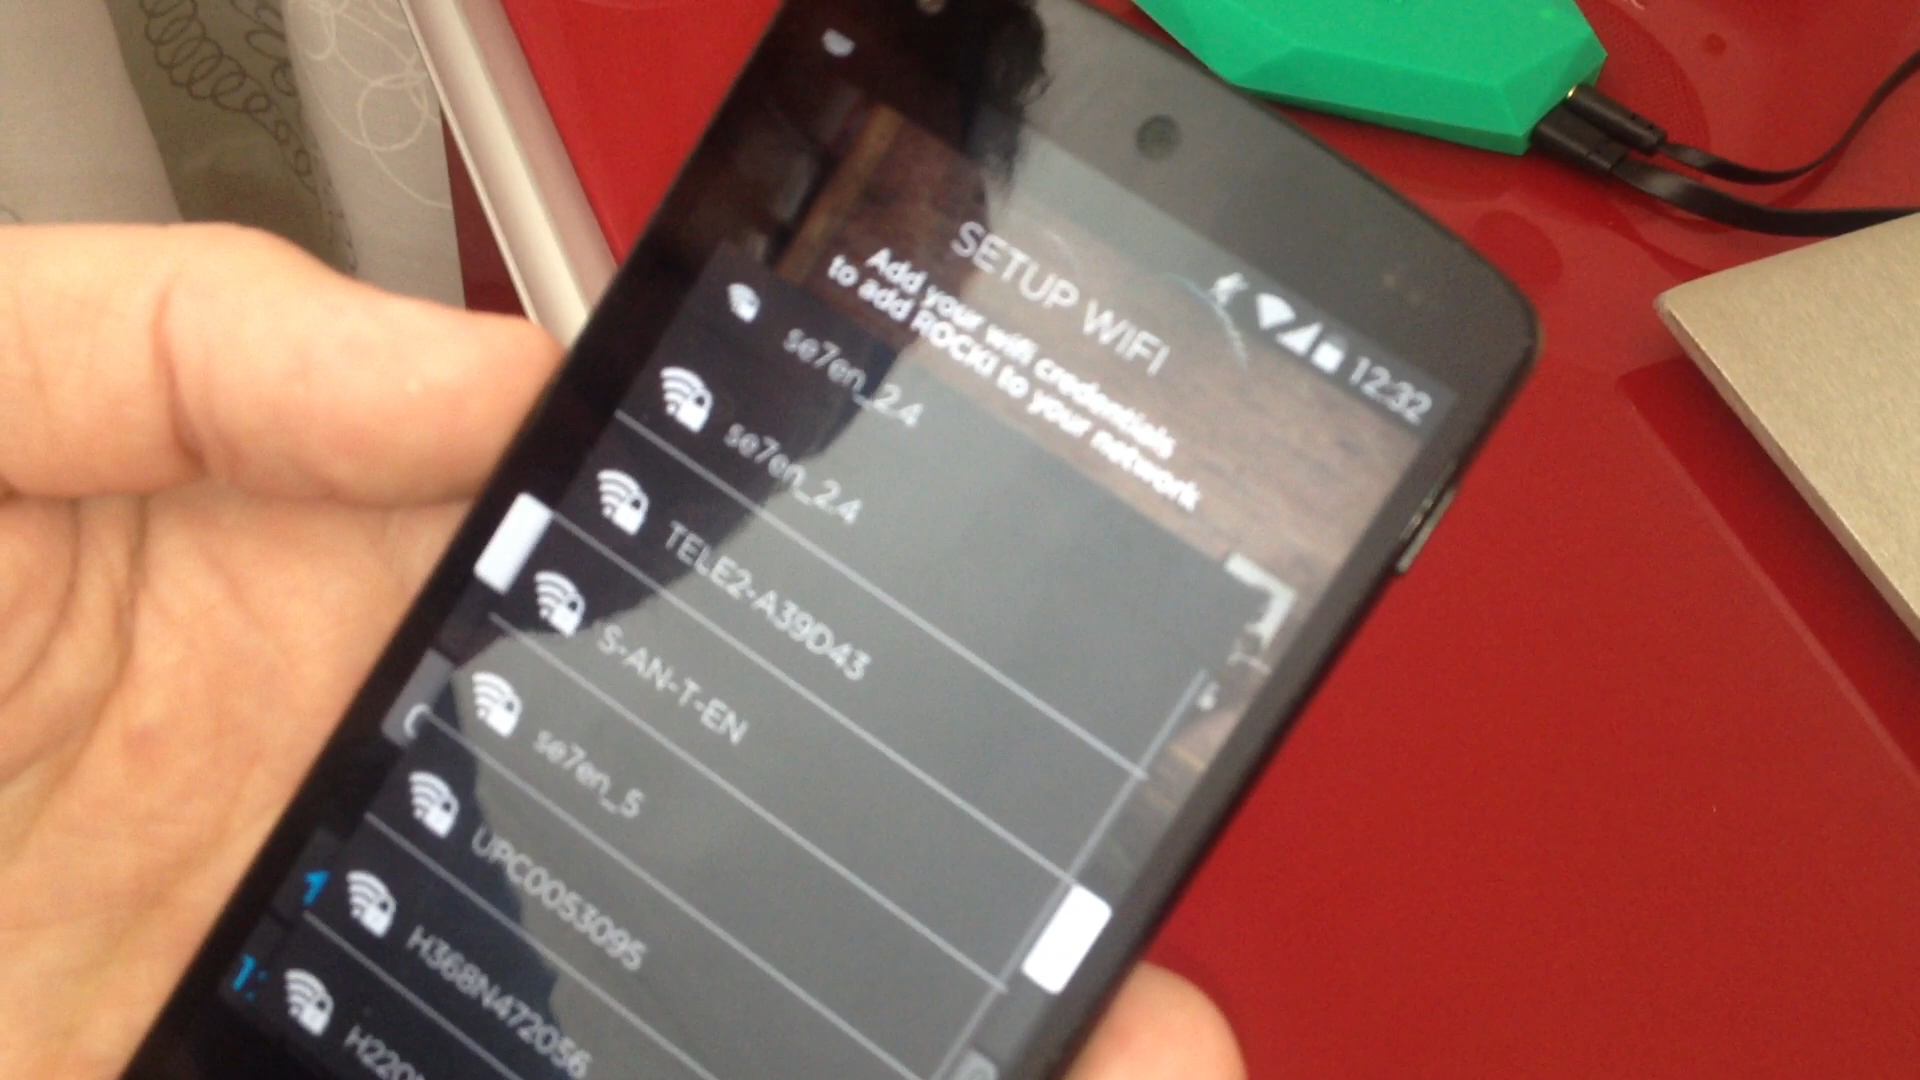 12:32
SETUP WIFI
Add your wifi credentials
to add ROCKI to your network
se7en_2.4
se7en_2.4
TELE2-A39D43
S-AN-T-EN
se7en_5
UPC0053095
H368N472056